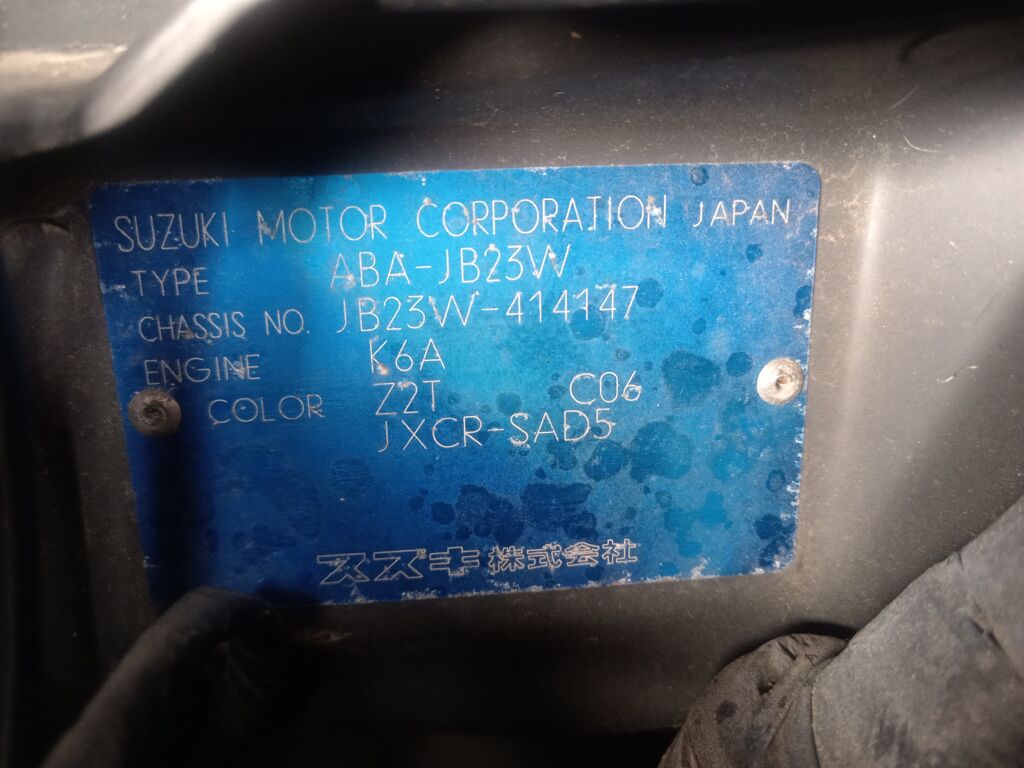 SUZUKI MOTOR CORPORATION JAPAN
TYPE ABA-JB23W
CHASSIS NO. JB23W-414147
ENGINE K6A
COLOR Z2T C06
JXCR-SAD5
スズキ株式会社